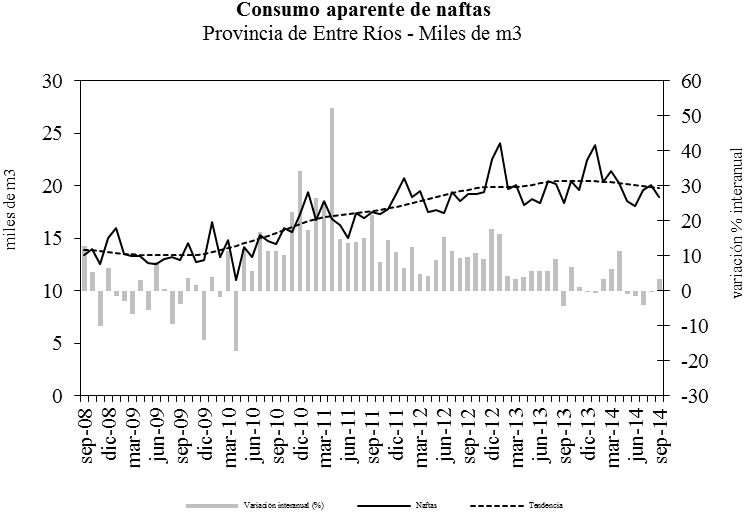 Consumo aparente de naftas
Provincia de Entre Ríos - Miles de m3
miles de m3
30
25
20
15
10
5
0
60
50
40
30
20
10
0
-10
-20
-30
variación % interanual
sep-08
dic-08
mar-09
jun-09
sep-09
dic-09
mar-10
jun-10
sep-10
dic-10
mar-11
jun-11
sep-11
dic-11
mar-12
jun-12
sep-12
dic-12
mar-13
jun-13
sep-13
dic-13
mar-14
jun-14
sep-14
Variación interanual (%) Naftas Tendencia